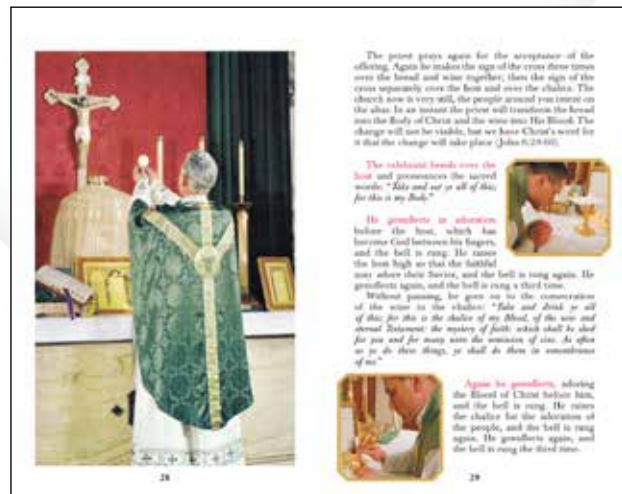 The priest prays again for the acceptance of the
offering. Again he makes the sign of the cross three times
over the bread and wine together, then the sign of the
cross separately over the host and over the chalice. The
church now is very still, the people around you intent on
the altar. In an instant the priest will transform the bread
into the Body of Christ and the wine into His Blood. The
change will not be visible, but we have Christ's word for
it that the change will take place (John 6:28-60).
The celebrant bends over the
host and pronounces the sacred
words: "Take and eat ye all of this;
for this is my Body."
He genuflects in adoration
before the host, which has
become God between his fingers,
and the bell is rung. He raises
the host high so that the faithful
may adore their Savior, and the bell is rung again. He
genuflects again, and the bell is rung a third time.
Without pausing, he goes on to the consecration
of the wine in the chalice: "Take and drink ye all
of this; for this is the chalice of my Blood, of the new and
eternal Testament: the mystery of faith: which shall be shed
for you and for many unto the remission of sins. As often
as ye do these things, ye shall do them in remembrance
of me."
Again he genuflects, adoring
the Blood of Christ before him,
and the bell is rung. He raises
the chalice for the adoration of
the people, and the bell is rung
again. He genuflects again, and
the bell is rung the third time.
28
29